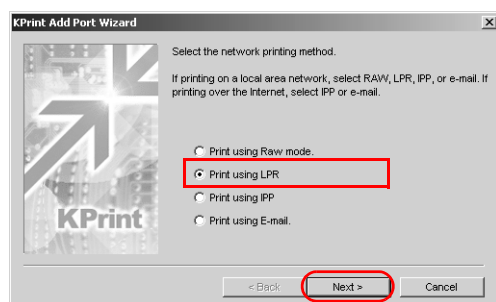 KPrint Add Port Wizard
Select the network printing method.
If printing on a local area network, select RAW, LPR, IPP, or e-mail. If
printing over the Internet, select IPP or e-mail.
Print using Raw mode.
Print using LPR
Print using IPP
Print using E-mail.
KPrint
< Back
Next >
Cancel